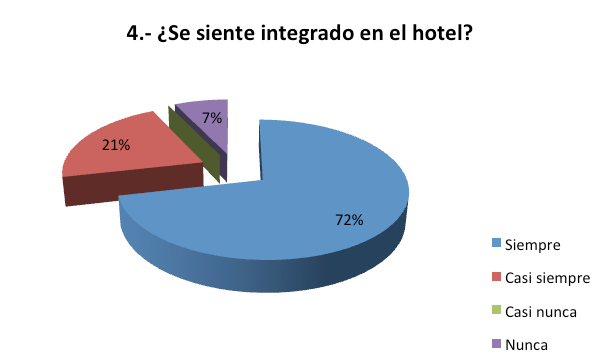 4.- ¿Se siente integrado en el hotel?
7%
21%
72%
Siempre
Casi siempre
Casi nunca
Nunca